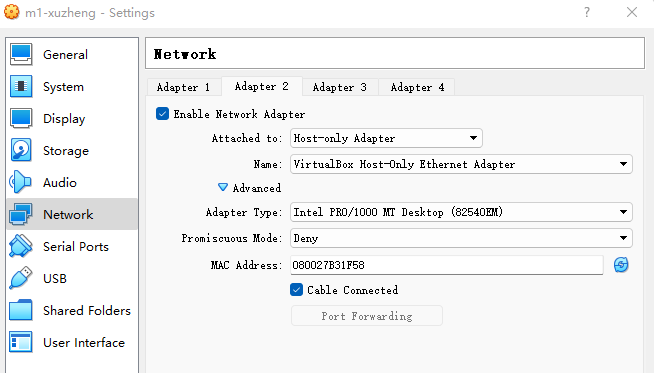 m1-xuzheng - Settings
?
General
System
Display
Storage
Audio
Network
Serial Ports
USB
Shared Folders
User Interface
Network
Adapter 1 Adapter 2 Adapter 3 Adapter 4
Enable Network Adapter
Attached to: Host-only Adapter
Name: VirtualBox Host-Only Ethernet Adapter
Advanced
Adapter Type: Intel PRO/1000 MT Desktop (82540EM)
Promiscuous Mode: Deny
MAC Address: 080027B31F58
Cable Connected
Port Forwarding